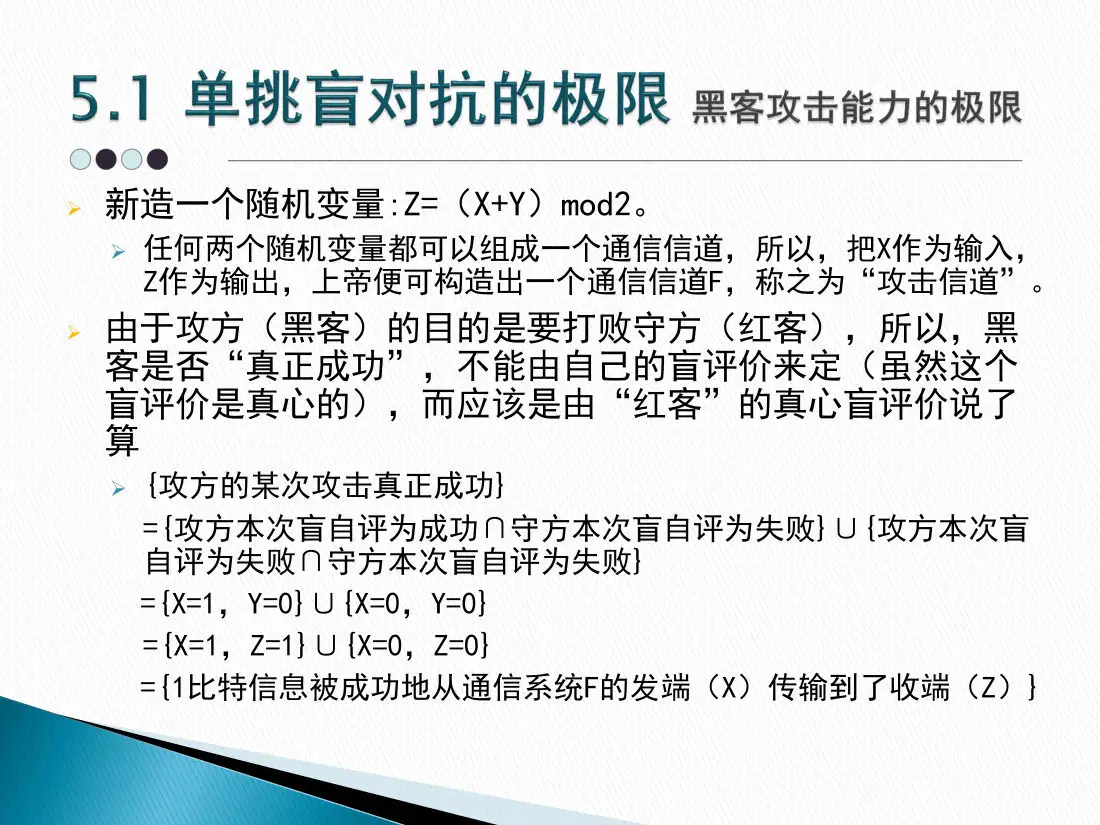 5.1 单挑盲对抗的极限 黑客攻击能力的极限
新造一个随机变量:Z=（X+Y）mod2。
任何两个随机变量都可以组成一个通信信道，所以，把X作为输入，
Z作为输出，上帝便可构造出一个通信信道F，称之为“攻击信道”。
由于攻方（黑客）的目的是要打败守方（红客），所以，黑
客是否“真正成功”，不能由自己的盲评价来定（虽然这个
盲评价是真心的），而应该是由“红客”的真心盲评价说了
算
{攻方的某次攻击真正成功}
={攻方本次盲自评为成功∩守方本次盲自评为失败}∪{攻方本次盲
自评为失败∩守方本次盲自评为失败}
={X=1，Y=0}∪{X=0，Y=0}
={X=1，Z=1}∪{X=0，Z=0}
={1比特信息被成功地从通信系统F的发端（X）传输到了收端（Z）}